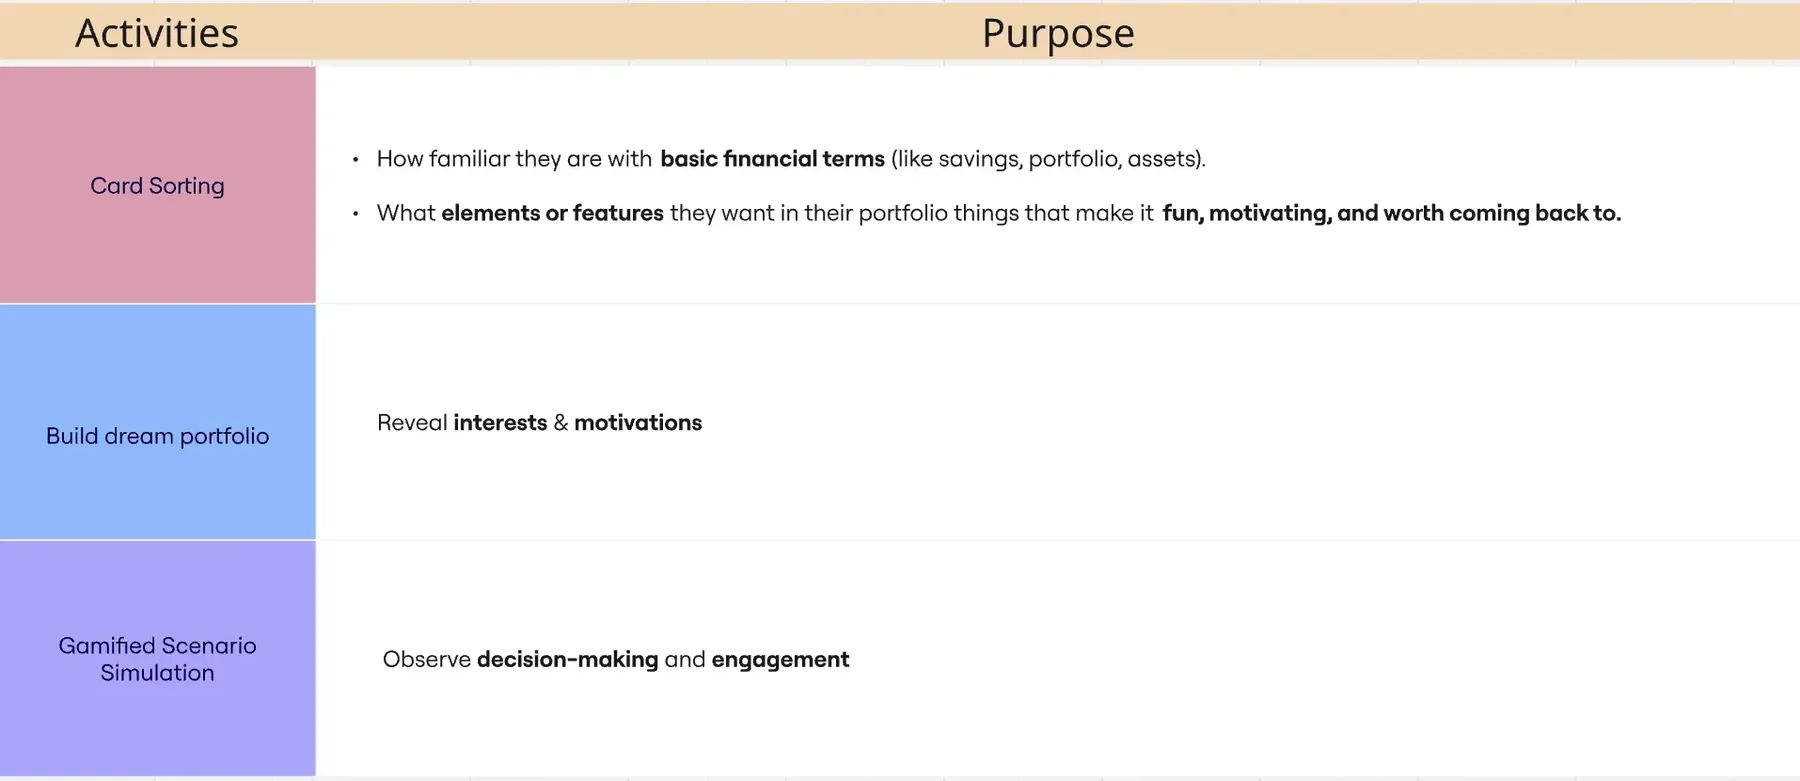 Activities
Purpose
Card Sorting
• How familiar they are with basic financial terms (like savings, portfolio, assets).
• What elements or features they want in their portfolio things that make it fun, motivating, and worth coming back to.
Build dream portfolio
Reveal interests & motivations
Gamified Scenario
Simulation
Observe decision-making and engagement